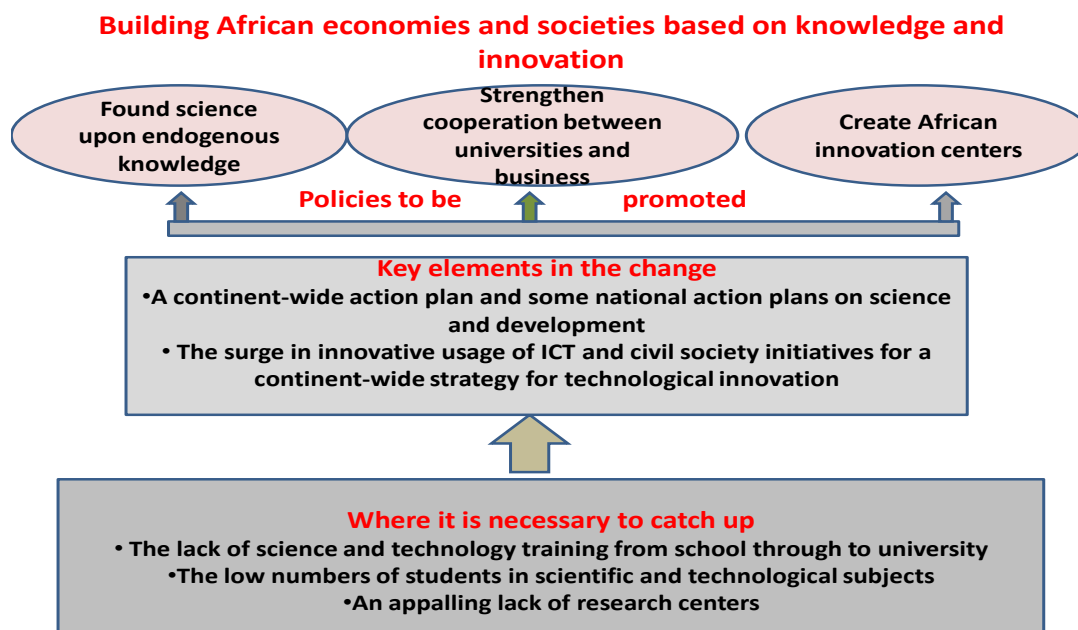 Building African economies and societies based on knowledge and
innovation
Found science
upon endogenous
knowledge
Strengthen
cooperation between
universities and
business
Create African
innovation centers
Policies to be promoted
Key elements in the change
•A continent-wide action plan and some national action plans on science
and development
• The surge in innovative usage of ICT and civil society initiatives for a
continent-wide strategy for technological innovation
Where it is necessary to catch up
• The lack of science and technology training from school through to university
•The low numbers of students in scientific and technological subjects
•An appalling lack of research centers